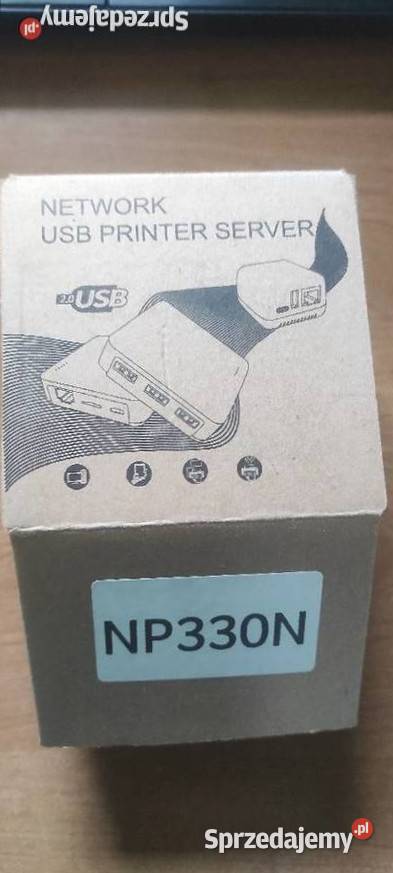 Sprzedajemy.pl
NETWORK
USB PRINTER SERVER
2.0 USB
NP330N
Sprzedajemy.pl